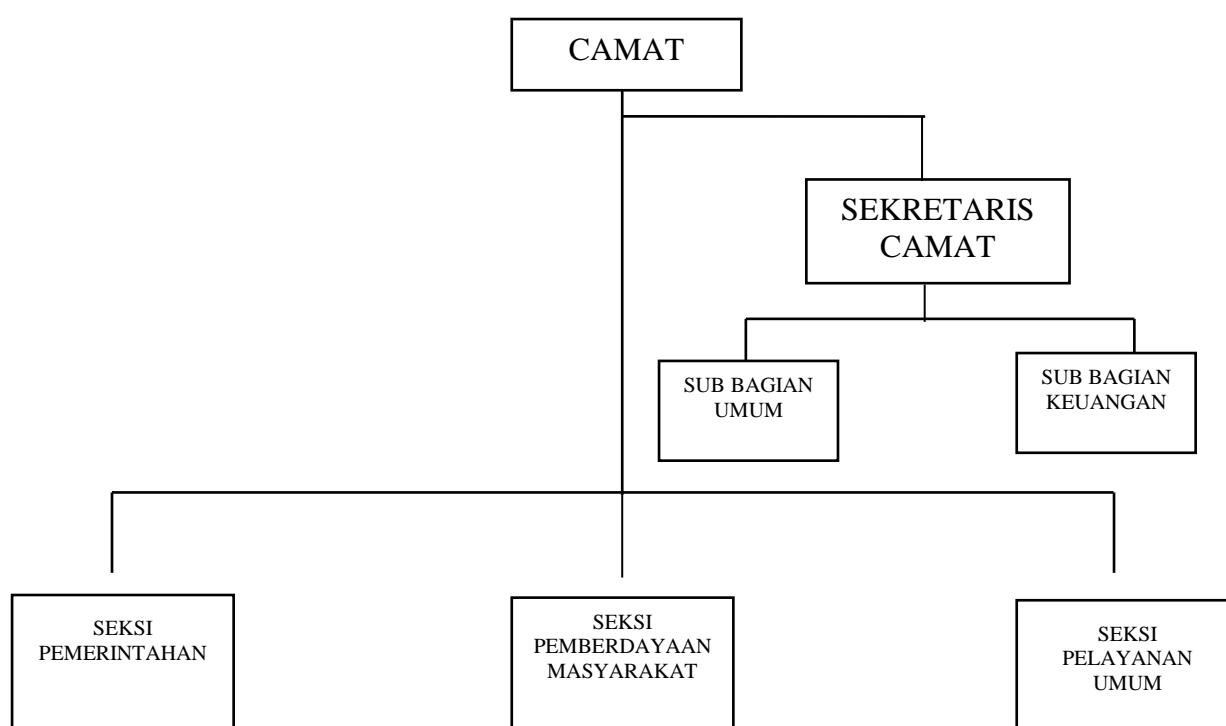 CAMAT
SEKRETARIS
CAMAT
SUB BAGIAN
UMUM
SUB BAGIAN
KEUANGAN
SEKSI
PEMERINTAHAN
SEKSI
PEMBERDAYAAN
MASYARAKAT
SEKSI
PELAYANAN
UMUM